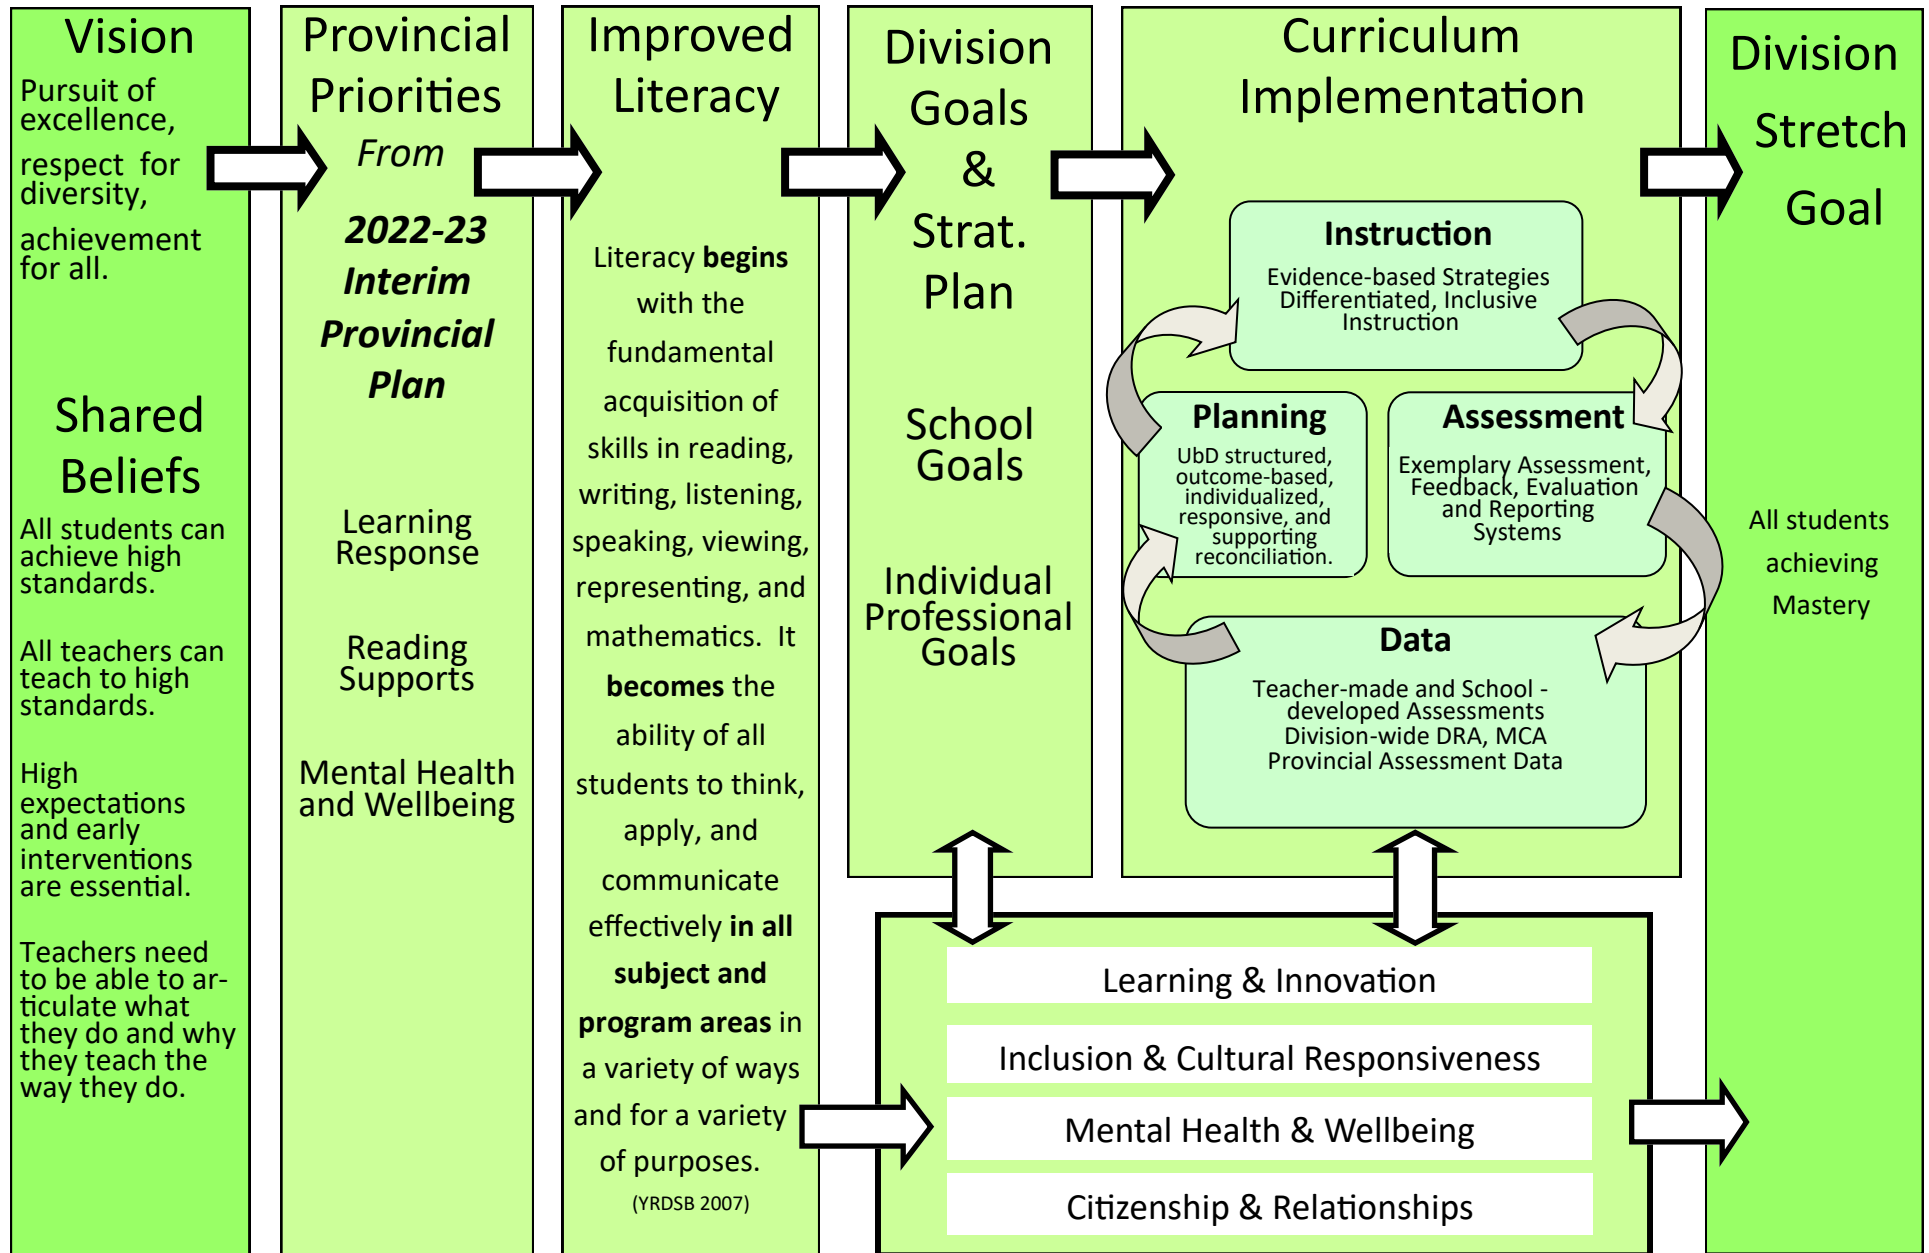 Vision
Pursuit of
excellence,
respect for
diversity,
achievement
for all.
Shared
Beliefs
All students can
achieve high
standards.
All teachers can
teach to high
standards.
High
expectations
and early
interventions
are essential.
Teachers need
to be able to ar-
ticulate what
they do and why
they teach the
way they do.
Provincial
Priorities
From
2022-23
Interim
Provincial
Plan
Learning
Response
Reading
Supports
Mental Health
and Wellbeing
Improved
Literacy
Literacy begins
with the
fundamental
acquisition of
skills in reading,
writing, listening,
speaking, viewing,
representing, and
mathematics. It
becomes the
ability of all
students to think,
apply, and
communicate
effectively in all
subject and
program areas in
a variety of ways
and for a variety
of purposes.
(YRDSB 2007)
Division
Goals
&
Strat.
Plan
School
Goals
Individual
Professional
Goals
Curriculum
Implementation
Instruction
Evidence-based Strategies
Differentiated, Inclusive
Instruction
Planning
UbD structured,
outcome-based,
individualized,
responsive, and
supporting
reconciliation.
Assessment
Exemplary Assessment,
Feedback, Evaluation
and Reporting
Systems
Data
Teacher-made and School -
developed Assessments
Division-wide DRA, MCA
Provincial Assessment Data
Learning & Innovation
Inclusion & Cultural Responsiveness
Mental Health & Wellbeing
Citizenship & Relationships
Division
Stretch
Goal
All students
achieving
Mastery